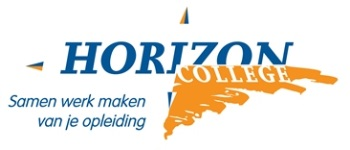 HORIZON
COLLEGE
Samen werk maken
van je opleiding